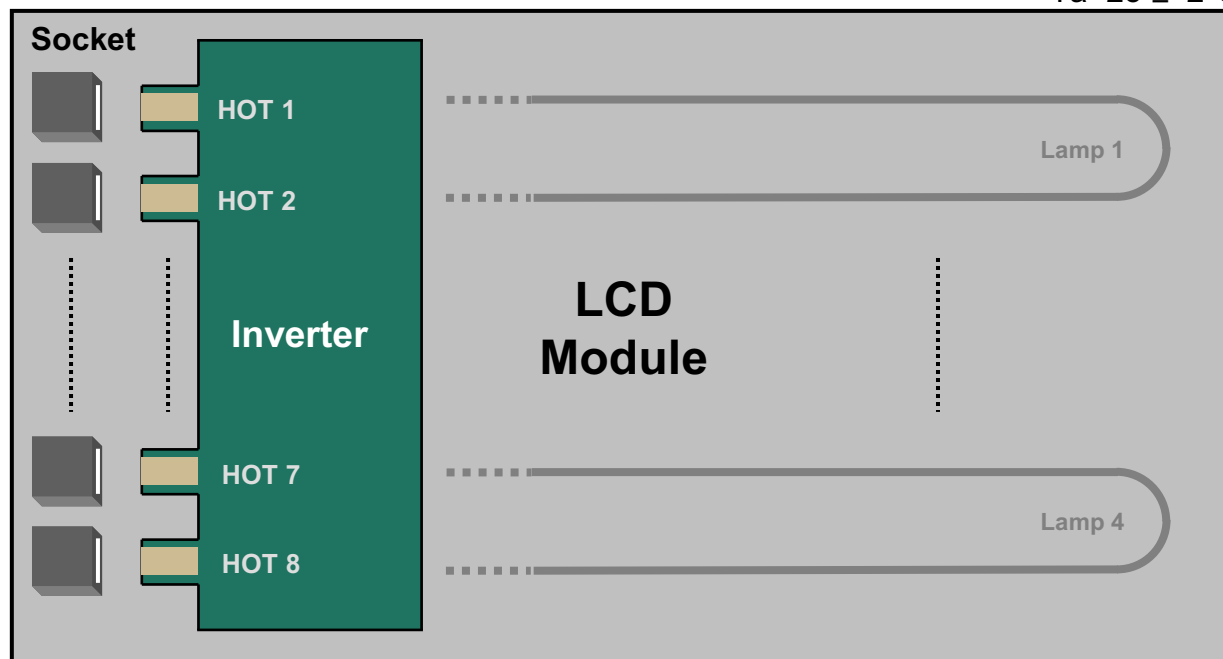 Socket
HOT 1
Lamp 1
HOT 2
LCD
Module
Inverter
HOT 7
Lamp 4
HOT 8